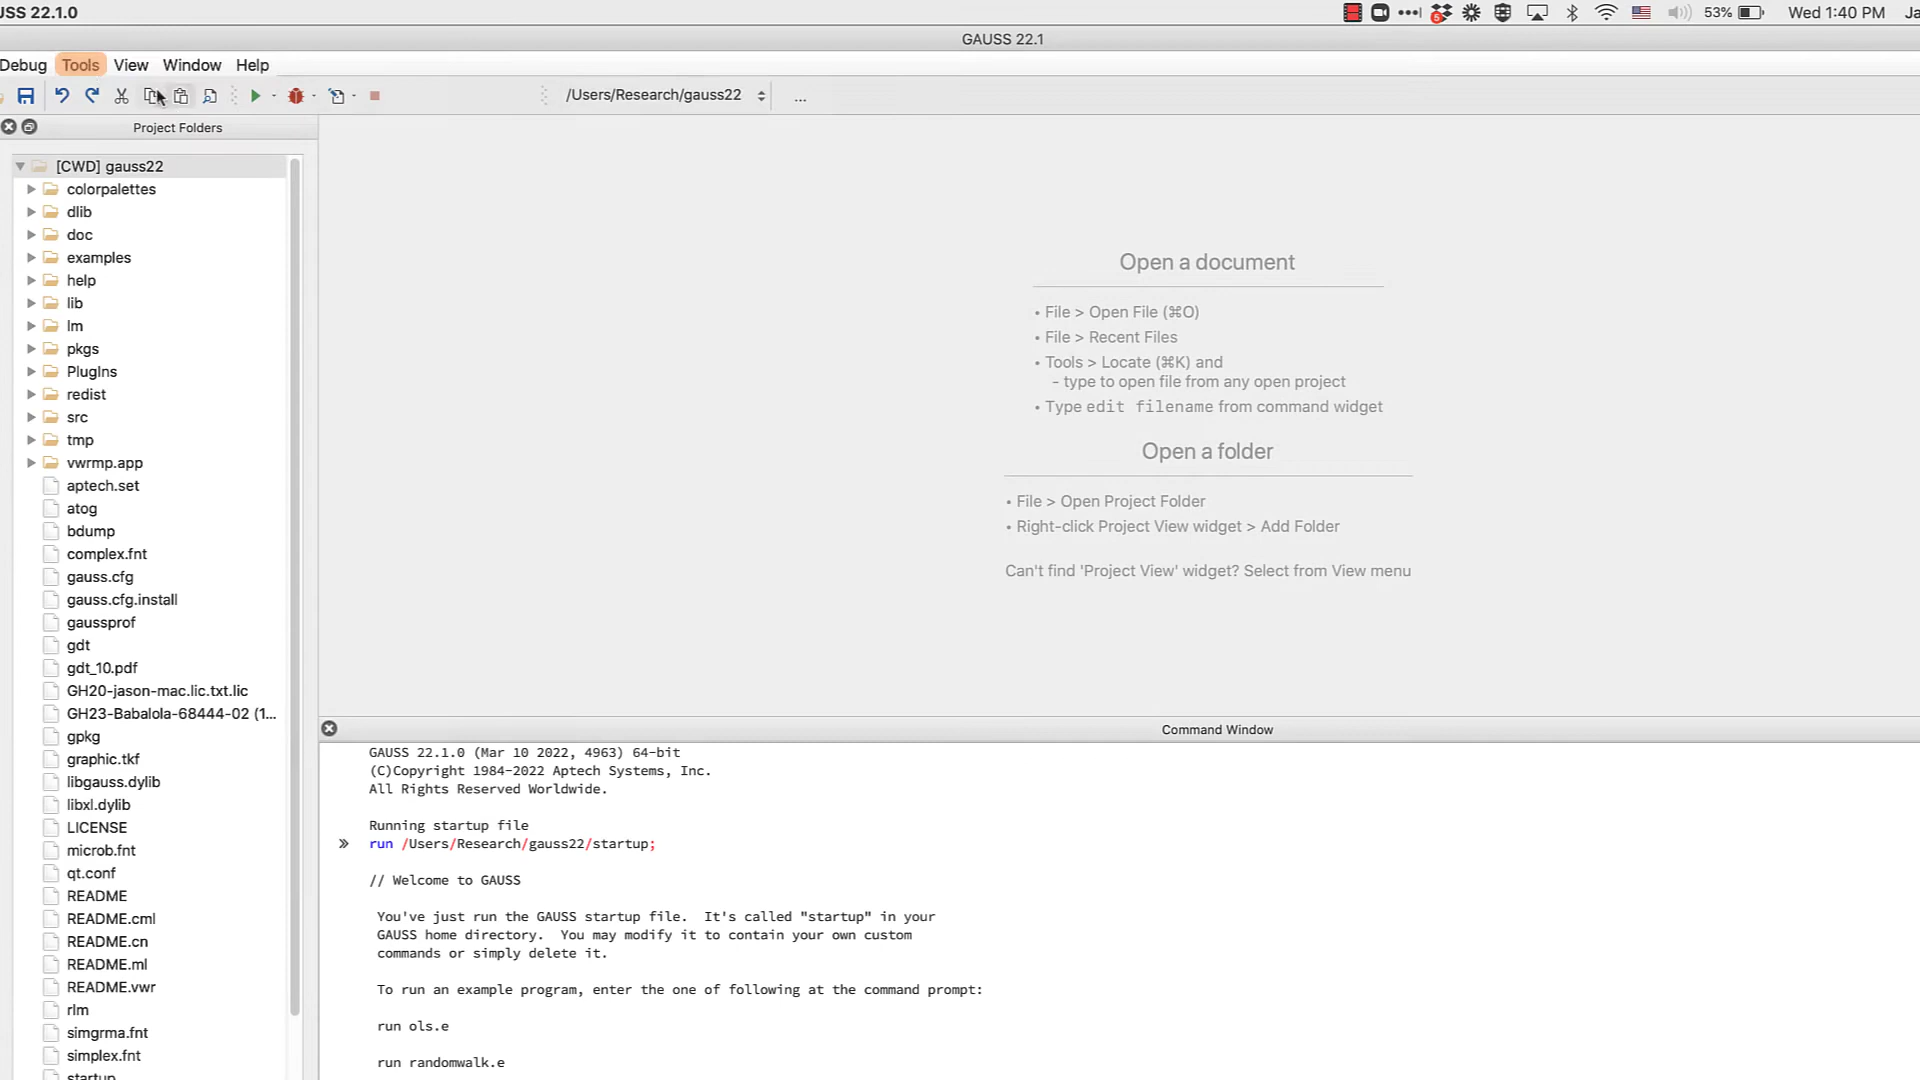 USS 22.1.0
5
53%
Wed 1:40 PM
Ja
GAUSS 22.1
Debug Tools View Window Help
/Users/Research/gauss22
...
Project Folders
[CWD] gauss22
colorpalettes
dlib
doc
examples
help
lib
lm
pkgs
PlugIns
redist
src
tmp
vwrmp.app
aptech.set
atog
bdump
complex.fnt
gauss.cfg
gauss.cfg.install
gaussprof
gdt
gdt_10.pdf
GH20-jason-mac.lic.txt.lic
GH23-Babalola-68444-02 (1...
gpkg
graphic.tkf
libgauss.dylib
libxl.dylib
LICENSE
microb.fnt
qt.conf
README
README.cml
README.cn
README.ml
README.vwr
rlm
simgrma.fnt
simplex.fnt
startup
Open a document
• File > Open File (⌘O)
• File > Recent Files
• Tools > Locate (⌘K) and
- type to open file from any open project
• Type edit filename from command widget
Open a folder
• File > Open Project Folder
• Right-click Project View widget > Add Folder
Can't find 'Project View' widget? Select from View menu
Command Window
GAUSS 22.1.0 (Mar 10 2022, 4963) 64-bit
(C)Copyright 1984-2022 Aptech Systems, Inc.
All Rights Reserved Worldwide.
Running startup file
» run /Users/Research/gauss22/startup;
// Welcome to GAUSS
You've just run the GAUSS startup file. It's called "startup" in your
GAUSS home directory. You may modify it to contain your own custom
commands or simply delete it.
To run an example program, enter the one of following at the command prompt:
run ols.e
run randomwalk.e